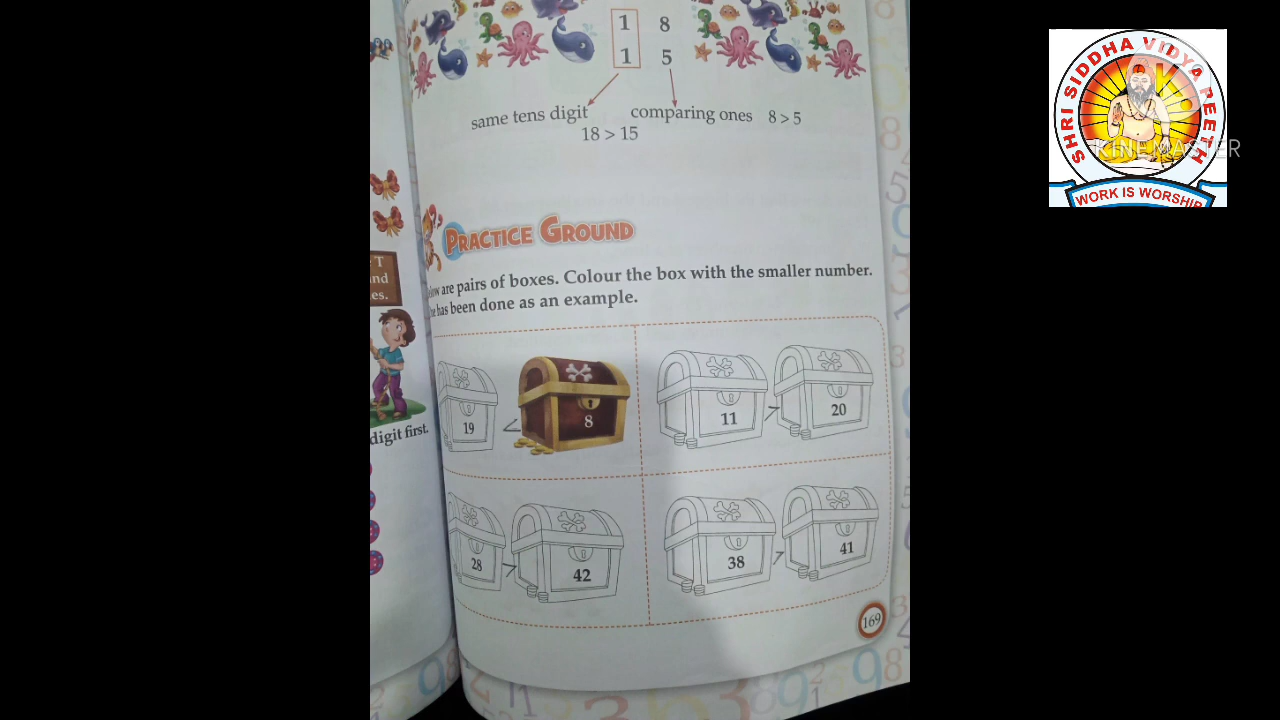 1 8
1 5
same tens digit comparing ones 8 > 5
18 > 15
PRACTICE GROUND
are pairs of boxes. Colour the box with the smaller number.
has been done as an example.
19 < 8
11 > 20
28 > 42
38 > 41
169
T
digit first.
SHRI SIDDHA VIDYA PEETH
WORK IS WORSHIP
KINEMASTER